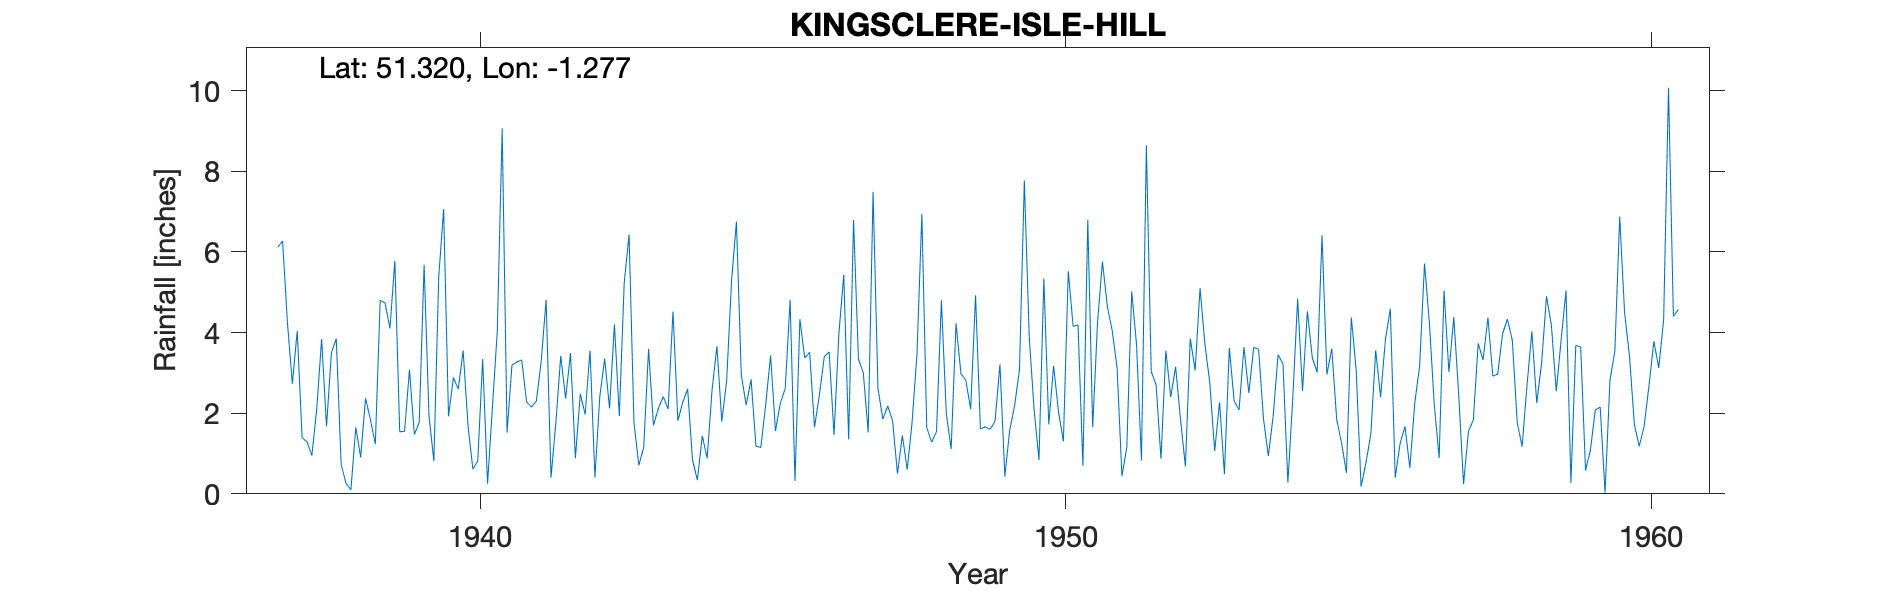 KINGSCLERE-ISLE-HILL
Lat: 51.320, Lon: -1.277
10
8
6
4
2
0
Rainfall [inches]
1940 1950 1960
Year